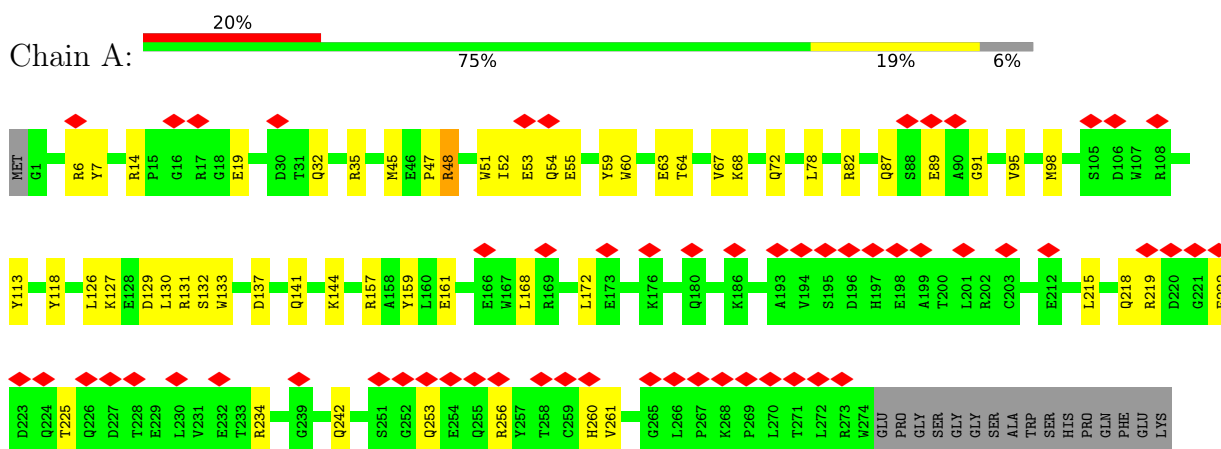 20%
Chain A:
75% 19% 6%
MET G1 R6 Y7 R14 P15 G16 R17 G18 E19 D30 T31 Q32 R35 M45 E46 P47 R48 W51 I52 E53 Q54 E55 Y59 W60 E63 T64 V67 K68 Q72 L78 R82 Q87 S88 E89 A90 G91 V95 M98 S105 D106 W107 R108
Y113 Y118 L126 K127 E128 D129 L130 R131 S132 W133 D137 Q141 K144 R157 A158 Y159 L160 E161 E166 W167 L168 R169 L172 E173 K176 Q180 K186 A193 V194 S195 D196 H197 E198 A199 T200 L201 R202 C203 E212 L215 Q218 R219 D220 G221
D223 Q224 T225 Q226 D227 T228 E229 L230 V231 E232 T233 R234 G239 Q242 S251 G252 Q253 E254 Q255 R256 Y257 T258 C259 H260 V261 G265 L266 P267 K268 P269 L270 T271 L272 R273 W274 GLU PRO GLY SER GLY GLY SER ALA TRP SER HIS PRO GLN PHE GLU LYS